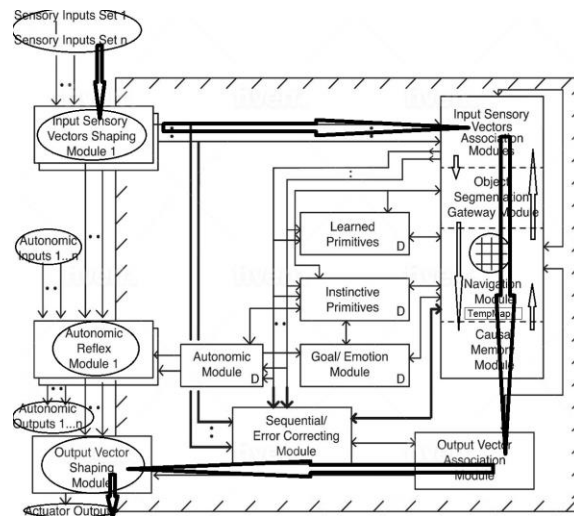 Sensory Inputs Set 1
Sensory Inputs Set n
Input Sensory
Vectors Shaping
Module 1
Input Sensory
Vectors
Association
Modules
Object
Segmentation
Gateway Module
Learned
Primitives
D
Autonomic
Inputs 1...n
Navigation
Module
TempMap
Instinctive
Primitives
D
Causal
Memory
Module
Autonomic
Reflex
Module 1
Autonomic
Module
D
Goal/ Emotion
Module
D
Autonomic
Outputs 1...n
Sequential/
Error Correcting
Module
Output Vector
Shaping
Module
Output Vector
Association
Module
Actuator Output